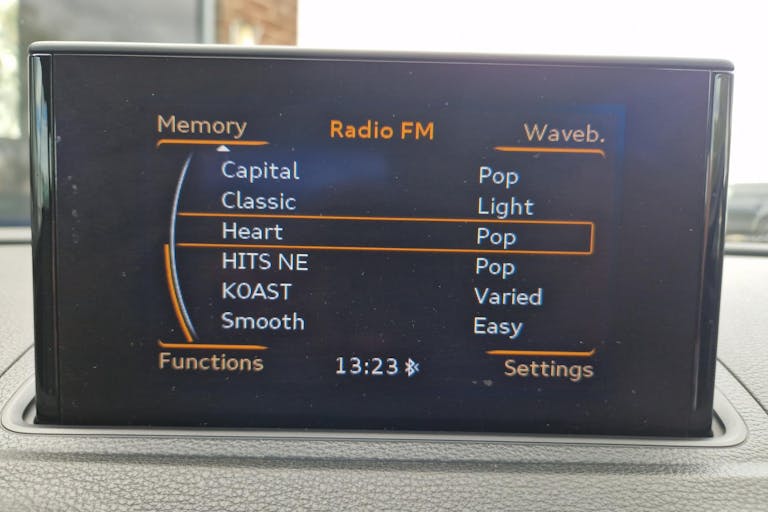 Memory Radio FM Waveb.
Capital Pop
Classic Light
Heart Pop
HITS NE Pop
KOAST Varied
Smooth Easy
Functions 13:23 Settings